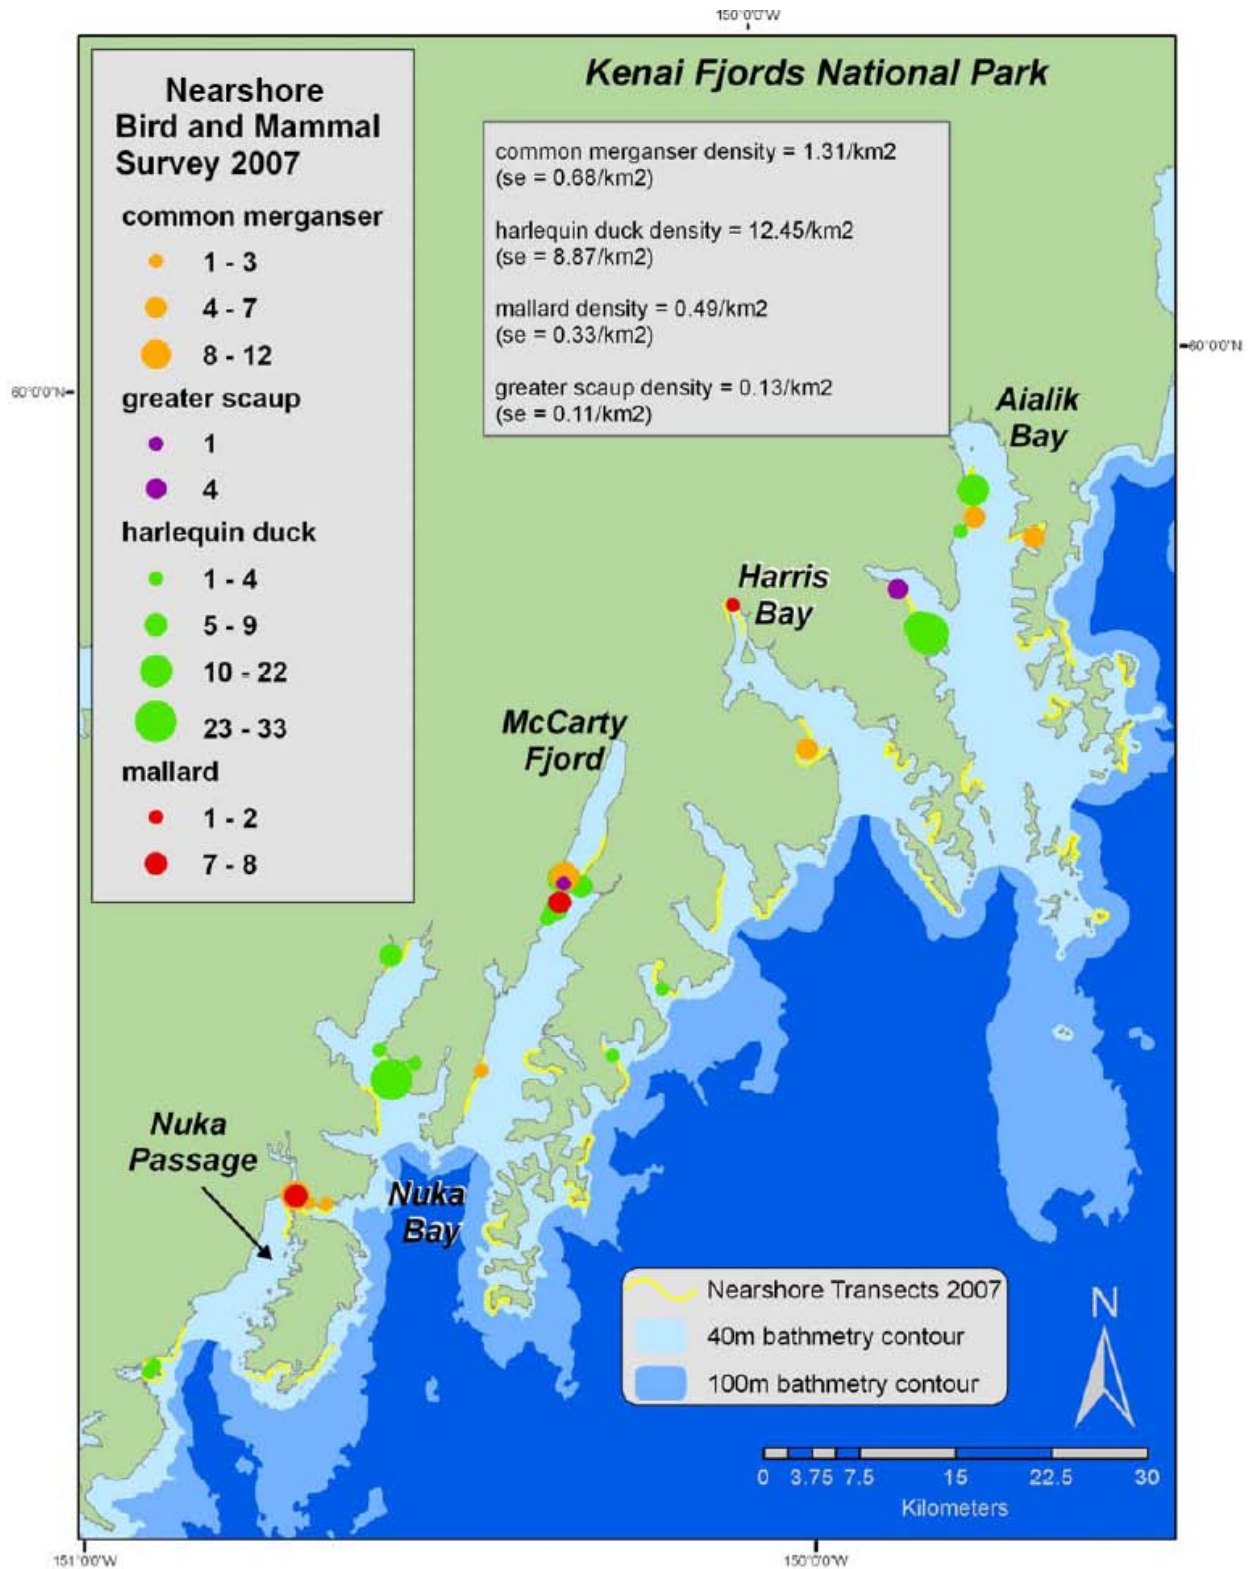 150°0'0"W
Kenai Fjords National Park
Nearshore
Bird and Mammal
Survey 2007
common merganser
1 - 3
4 - 7
8 - 12
greater scaup
1
4
harlequin duck
1 - 4
5 - 9
10 - 22
23 - 33
mallard
1 - 2
7 - 8
common merganser density = 1.31/km2
(se = 0.68/km2)
harlequin duck density = 12.45/km2
(se = 8.87/km2)
mallard density = 0.49/km2
(se = 0.33/km2)
greater scaup density = 0.13/km2
(se = 0.11/km2)
60°0'0"N
60°0'0"N
Aialik
Bay
Harris
Bay
McCarty
Fjord
Nuka
Passage
Nuka
Bay
Nearshore Transects 2007
40m bathmetry contour
100m bathmetry contour
N
0 3.75 7.5 15 22.5 30
Kilometers
151°0'0"W
150°0'0"W